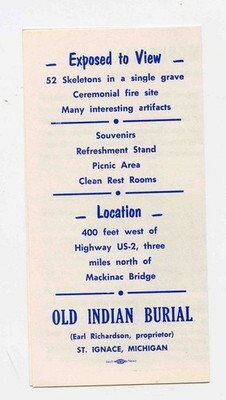 Exposed to View
52 Skeletons in a single grave
Ceremonial fire site
Many interesting artifacts
Souvenirs
Refreshment Stand
Picnic Area
Clean Rest Rooms
Location
400 feet west of
Highway US-2, three
miles north of
Mackinac Bridge
OLD INDIAN BURIAL
(Earl Richardson, proprietor)
ST. IGNACE, MICHIGAN